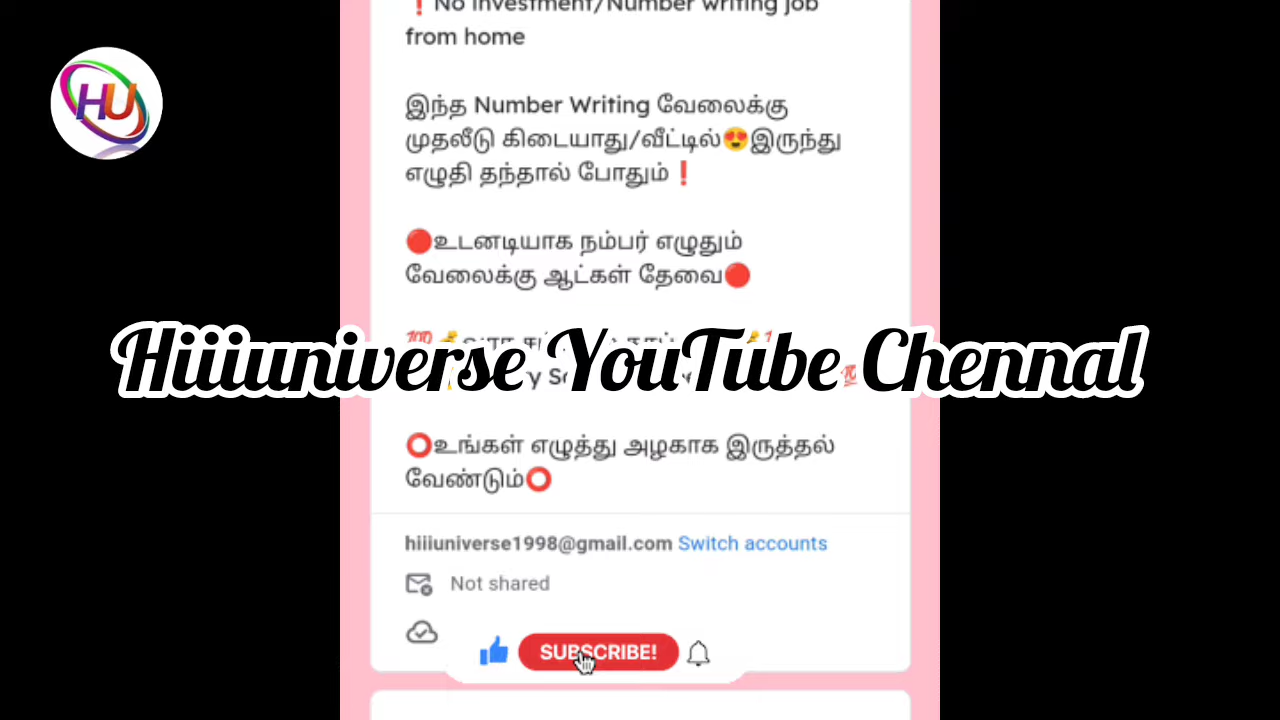 HU
❗No investment/Number writing job
from home
இந்த Number Writing வேலைக்கு
முதலீடு கிடையாது/வீட்டில்😍இருந்து
எழுதி தந்தால் போதும்❗
🔴உடனடியாக நம்பர் எழுதும்
வேலைக்கு ஆட்கள் தேவை🔴
Hiiiuniverse YouTube Chennal
⭕உங்கள் எழுத்து அழகாக இருத்தல்
வேண்டும்⭕
hiiiuniverse1998@gmail.com Switch accounts
Not shared
SUBSCRIBE!